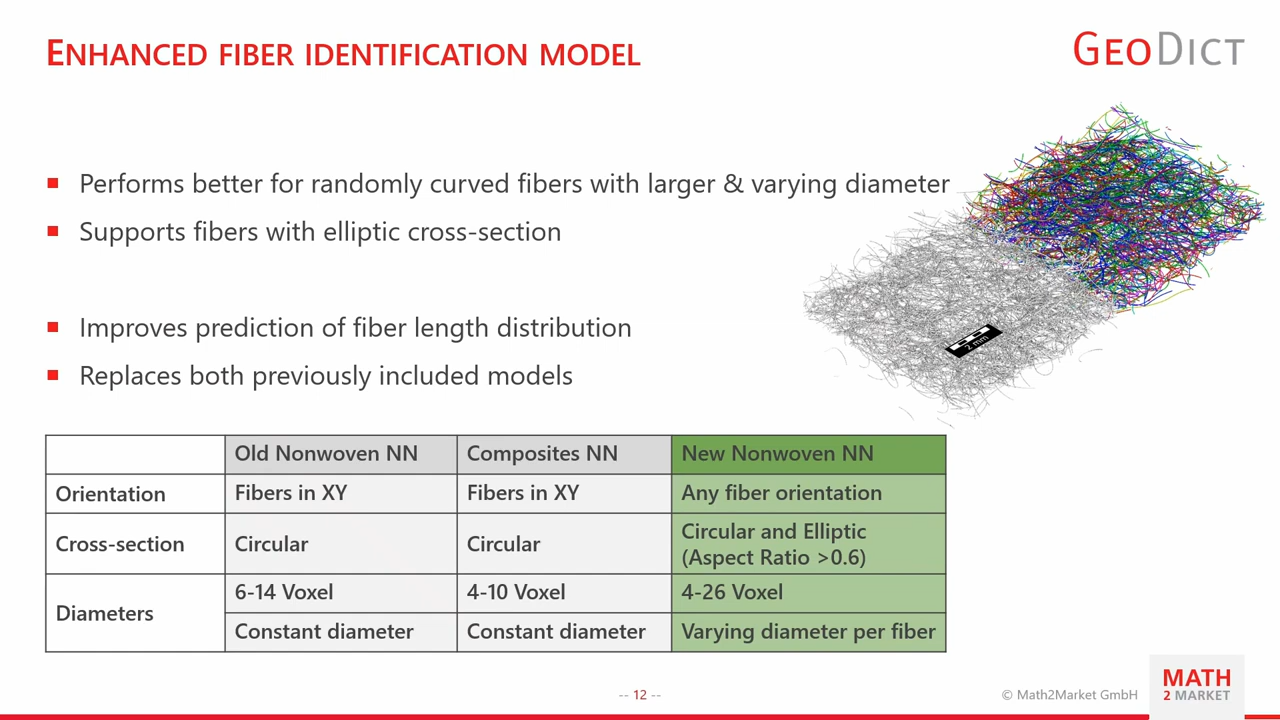 ENHANCED FIBER IDENTIFICATION MODEL
GEODICT
Performs better for randomly curved fibers with larger & varying diameter
Supports fibers with elliptic cross-section
Improves prediction of fiber length distribution
Replaces both previously included models
2 mm
Old Nonwoven NN Composites NN New Nonwoven NN
Orientation Fibers in XY Fibers in XY Any fiber orientation
Cross-section Circular Circular Circular and Elliptic
(Aspect Ratio >0.6)
Diameters 6-14 Voxel 4-10 Voxel 4-26 Voxel
Constant diameter Constant diameter Varying diameter per fiber
-- 12 --
© Math2Market GmbH
MATH
2 MARKET